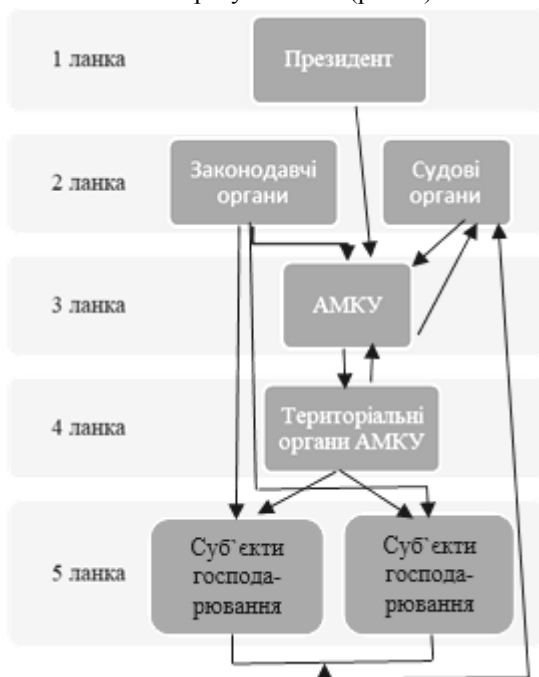 1 ланка
Президент
2 ланка
Законодавчі
органи
Судові
органи
3 ланка
АМКУ
4 ланка
Територіальні
органи АМКУ
5 ланка
Суб`єкти
господа-
рювання
Суб`єкти
господа-
рювання